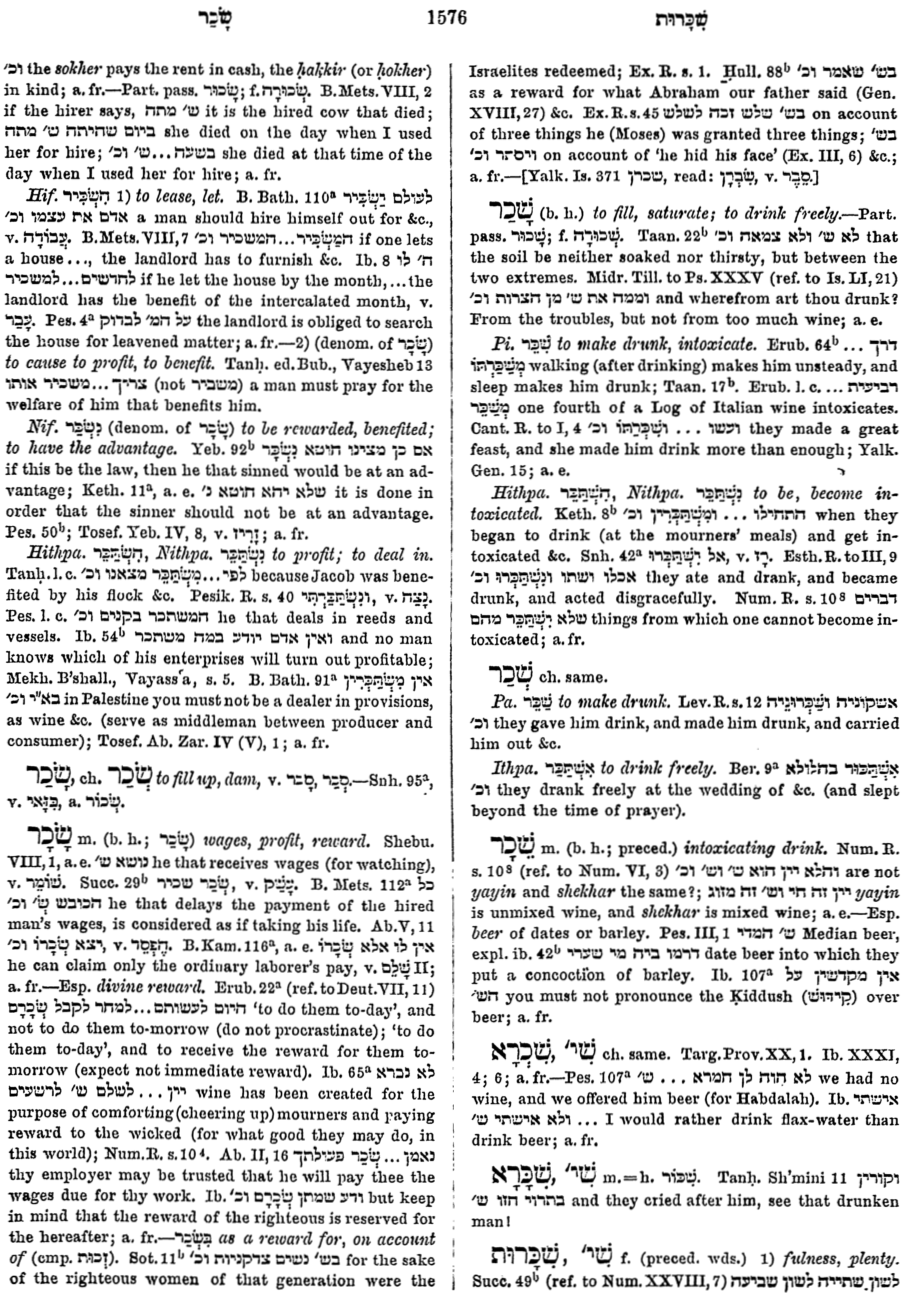 שָׂכַר 1576 שִׁכָּרוּת
וכ׳ the sokher pays the rent in cash, the ḥakkir (or ḥokher)
in kind; a. fr.—Part. pass. שָׂכוּר; f. שְׂכוּרָה. B. Mets. VIII, 2
if the hirer says, ש׳ מתה it is the hired cow that died;
ביום שהיתה ש׳ מתה she died on the day when I used
her for hire; בשעה...ש׳ וכ׳ she died at that time of the
day when I used her for hire; a. fr.
Hif. הִשְׂכִּיר 1) to lease, let. B. Bath. 110ᵃ לעולם יַשְׂכִּיר
אדם את עצמו וכ׳ a man should hire himself out for &c.,
v. עֲבוֹדָה. B.Mets. VIII, 7 הַמַּשְׂכִּיר...המשכיר וכ׳ if one lets
a house ..., the landlord has to furnish &c. Ib. 8 ה׳ לו
לחדשים...למשכיר if he let the house by the month,...the
landlord has the benefit of the intercalated month, v.
עָבַר. Pes. 4ᵃ על המ׳ לבדוק the landlord is obliged to search
the house for leavened matter; a. fr.—2) (denom. of שָׂכָר)
to cause to profit, to benefit. Tanḥ. ed. Bub., Vayesheb 13
צריך...משכיר אותו (not משביר) a man must pray for the
welfare of him that benefits him.
Nif. נִשְׂכָּר (denom. of שָׂכָר) to be rewarded, benefited;
to have the advantage. Yeb. 92ᵇ אם כן מצינו חוטא נִשְׂכָּר
if this be the law, then he that sinned would be at an ad-
vantage; Keth. 11ᵃ, a. e. שלא יהא חוטא נ׳ it is done in
order that the sinner should not be at an advantage.
Pes. 50ᵇ; Tosef. Yeb. IV, 8, v. זָרִיז; a. fr.
Hithpa. הִשְׂתַּכֵּר, Nithpa. נִשְׂתַּכֵּר to profit; to deal in.
Tanḥ. l. c. לפי...מִשְׂתַּכֵּר מצאנו וכ׳ because Jacob was bene-
fited by his flock &c. Pesik. R. s. 40 וְנִשְׂתַּכַּרְתִּי, v. נָצַח.
Pes. l. c. המשתכר בקנים וכ׳ he that deals in reeds and
vessels. Ib. 54ᵇ ואין אדם יודע במה משתכר and no man
knows which of his enterprises will turn out profitable;
Mekh. B'shall., Vayass'a, s. 5. B. Bath. 91ᵃ אין מִשְׂתַּכְּרִין
בא״י וכ׳ in Palestine you must not be a dealer in provisions,
as wine &c. (serve as middleman between producer and
consumer); Tosef. Ab. Zar. IV (V), 1; a. fr.
שָׂכַר, ch. שְׂכַר to fill up, dam, v. סָבַר, סְכַר.—Snh. 95ᵃ,
v. בָּנַאי, a. שְׂכוֹר.
שָׂכָר m. (b. h.; שָׂכַר) wages, profit, reward. Shebu.
VIII, 1, a. e. נושא ש׳ he that receives wages (for watching),
v. שׁוֹמֵר. Succ. 29ᵇ שְׂכַר שכיר, v. עָשַׁק. B. Mets. 112ᵃ כל
הכובש ש׳ וכ׳ he that delays the payment of the hired
man's wages, is considered as if taking his life. Ab. V, 11
יצא שְׂכָרוֹ וכ׳, v. הֶפְסֵד. B. Kam. 116ᵃ, a. e. אין לו אלא שְׂכָרוֹ
he can claim only the ordinary laborer's pay, v. שָׁלֵם II;
a. fr.—Esp. divine reward. Erub. 22ᵃ (ref. to Deut. VII, 11)
היום לעשותם...למחר לקבל שְׂכָרָם 'to do them to-day', and
not to do them to-morrow (do not procrastinate); 'to do
them to-day', and to receive the reward for them to-
morrow (expect not immediate reward). Ib. 65ᵃ לא נברא
יין...לשלם ש׳ לרשעים wine has been created for the
purpose of comforting (cheering up) mourners and paying
reward to the wicked (for what good they may do, in
this world); Num. R. s. 10⁴. Ab. II, 16 נאמן...שְׂכַר פעולתך
thy employer may be trusted that he will pay thee the
wages due for thy work. Ib. ודע שמתן שְׂכָרָם וכ׳ but keep
in mind that the reward of the righteous is reserved for
the hereafter; a. fr.—בִּשְׂכַר as a reward for, on account
of (cmp. זְכוּת). Sot. 11ᵇ בש׳ נשים צדקניות וכ׳ for the sake
of the righteous women of that generation were the
Israelites redeemed; Ex. R. s. 1. Ḥull. 88ᵇ בש׳ שאמר וכ׳
as a reward for what Abraham our father said (Gen.
XVIII, 27) &c. Ex. R. s. 45 בש׳ שלש זכה לשלש on account
of three things he (Moses) was granted three things; בש׳
ויסתר וכ׳ on account of 'he hid his face' (Ex. III, 6) &c.;
a. fr.—[Yalk. Is. 371 שכרן, read: שִׂבְרָן, v. סֵבֶר.]
שָׁכַר (b. h.) to fill, saturate; to drink freely.—Part.
pass. שָׁכוּר; f. שְׁכוּרָה. Taan. 22ᵇ לא ש׳ ולא צמאה וכ׳ that
the soil be neither soaked nor thirsty, but between the
two extremes. Midr. Till. to Ps. XXXV (ref. to Is. LI, 21)
וממה את ש׳ מן הצרות וכ׳ and wherefrom art thou drunk?
From the troubles, but not from too much wine; a. e.
Pi. שִׁכֵּר to make drunk, intoxicate. Erub. 64ᵇ ... דרך
מְשַׁכַּרְתּוֹ walking (after drinking) makes him unsteady, and
sleep makes him drunk; Taan. 17ᵇ. Erub. l. c. ... רביעית
מְשַׁכֵּר one fourth of a Log of Italian wine intoxicates.
Cant. R. to I, 4 ועשו ... וְשִׁכְּרַתּוֹ וכ׳ they made a great
feast, and she made him drink more than enough; Yalk.
Gen. 15; a. e.
Hithpa. הִשְׁתַּכֵּר, Nithpa. נִשְׁתַּכֵּר to be, become in-
toxicated. Keth. 8ᵇ התחילו ... וּמִשְׁתַּכְּרִין וכ׳ when they
began to drink (at the mourners' meals) and get in-
toxicated &c. Snh. 42ᵃ אל יִשְׁתַּכְּרוּ, v. רָז. Esth. R. to III, 9
אכלו ושתו וְנִשְׁתַּכְּרוּ וכ׳ they ate and drank, and became
drunk, and acted disgracefully. Num. R. s. 10⁸ דברים
שלא יִשְׁתַּכֵּר מהם things from which one cannot become in-
toxicated; a. fr.
שְׁכַר ch. same.
Pa. שַׁכַּר to make drunk. Lev. R. s. 12 אשקוניה וְשַׁכְּרוּנֵיהּ
וכ׳ they gave him drink, and made him drunk, and carried
him out &c.
Ithpa. אִשְׁתַּכַּר to drink freely. Ber. 9ᵃ אִשְׁתַּכּוּר בהלולא
וכ׳ they drank freely at the wedding of &c. (and slept
beyond the time of prayer).
שֵׁכָר m. (b. h.; preced.) intoxicating drink. Num. R.
s. 10⁸ (ref. to Num. VI, 3) והלא יין הוא ש׳ וש׳ וכ׳ are not
yayin and shekhar the same?; יין זה חי וש׳ זה מזוג yayin
is unmixed wine, and shekhar is mixed wine; a. e.—Esp.
beer of dates or barley. Pes. III, 1 ש׳ המדי Median beer,
expl. ib. 42ᵇ דרמו ביה מי שערי date beer into which they
put a concoction of barley. Ib. 107ᵃ אין מקדשין על
הש׳ you must not pronounce the Ḳiddush (קִידּוּשׁ) over
beer; a. fr.
שִׁי׳, שִׁכְרָא ch. same. Targ. Prov. XX, 1. Ib. XXXI,
4; 6; a. fr.—Pes. 107ᵃ לא הוה לן חמרא ... ש׳ we had no
wine, and we offered him beer (for Habdalah). Ib. אישתי
ולא אישתי ש׳ ... I would rather drink flax-water than
drink beer; a. fr.
שִׁי׳, שִׁכָּרָא m.=h. שִׁכּוֹר. Tanḥ. Sh'mini 11 וקורין
בתרוי חזו ש׳ and they cried after him, see that drunken
man!
שִׁי׳, שִׁכָּרוּת f. (preced. wds.) 1) fulness, plenty.
Succ. 49ᵇ (ref. to Num. XXVIII, 7) לשון שתייה לשון שביעה